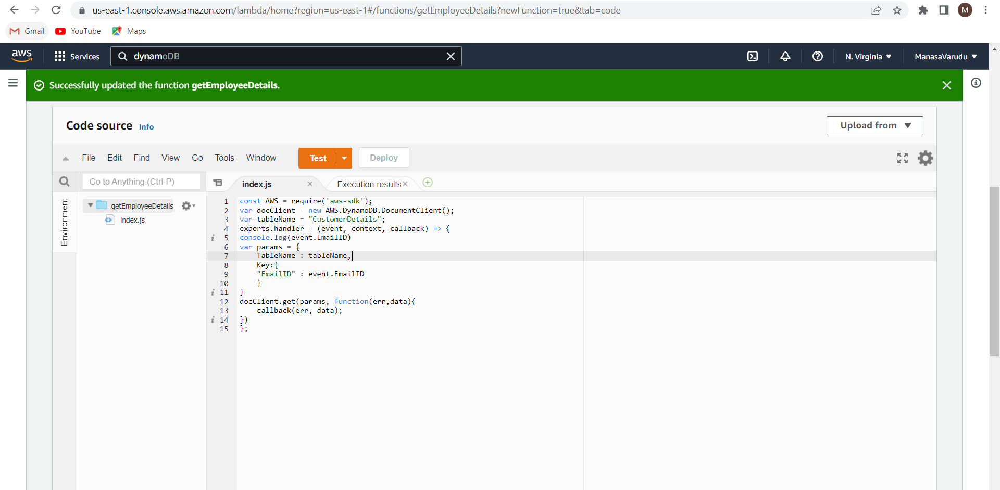 us-east-1.console.aws.amazon.com/lambda/home?region=us-east-1#/functions/getEmployeeDetails?newFunction=true&tab=code
M
Gmail YouTube Maps
aws Services dynamoDB N. Virginia ManasaVarudu
Successfully updated the function getEmployeeDetails.
Code source Info Upload from
File Edit Find View Go Tools Window Test Deploy
Go to Anything (Ctrl-P) index.js Execution results
Environment
getEmployeeDetails
index.js
1 const AWS = require('aws-sdk');
2 var docClient = new AWS.DynamoDB.DocumentClient();
3 var tableName = "CustomerDetails";
4 exports.handler = (event, context, callback) => {
i 5 console.log(event.EmailID)
6 var params = {
7 TableName : tableName,
8 Key:{
9 "EmailID" : event.EmailID
10 }
i 11 }
12 docClient.get(params, function(err,data){
13 callback(err, data);
i 14 })
15 };